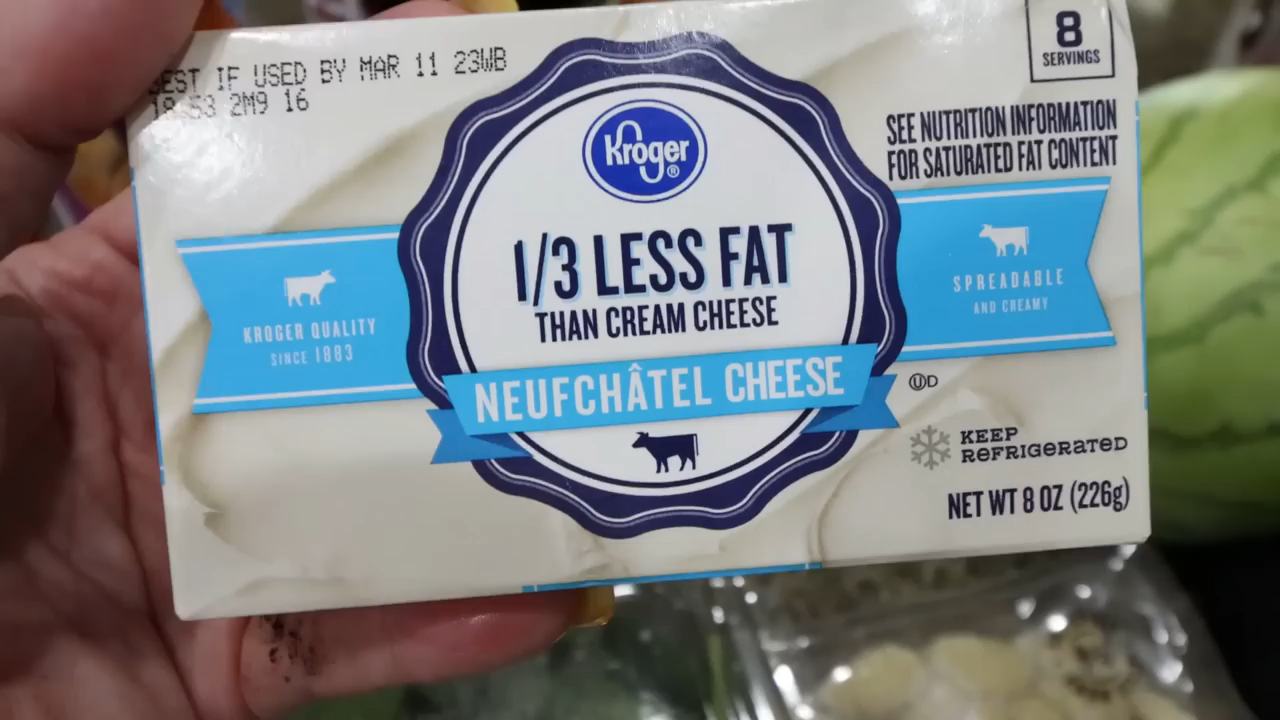 BEST IF USED BY MAR 11 23WB
18:53 2M9 16
8
SERVINGS
Kroger®
SEE NUTRITION INFORMATION
FOR SATURATED FAT CONTENT
1/3 LESS FAT
THAN CREAM CHEESE
NEUFCHÂTEL CHEESE
KROGER QUALITY
SINCE 1883
SPREADABLE
AND CREAMY
UD
KEEP
REFRIGERATED
NET WT 8 OZ (226g)